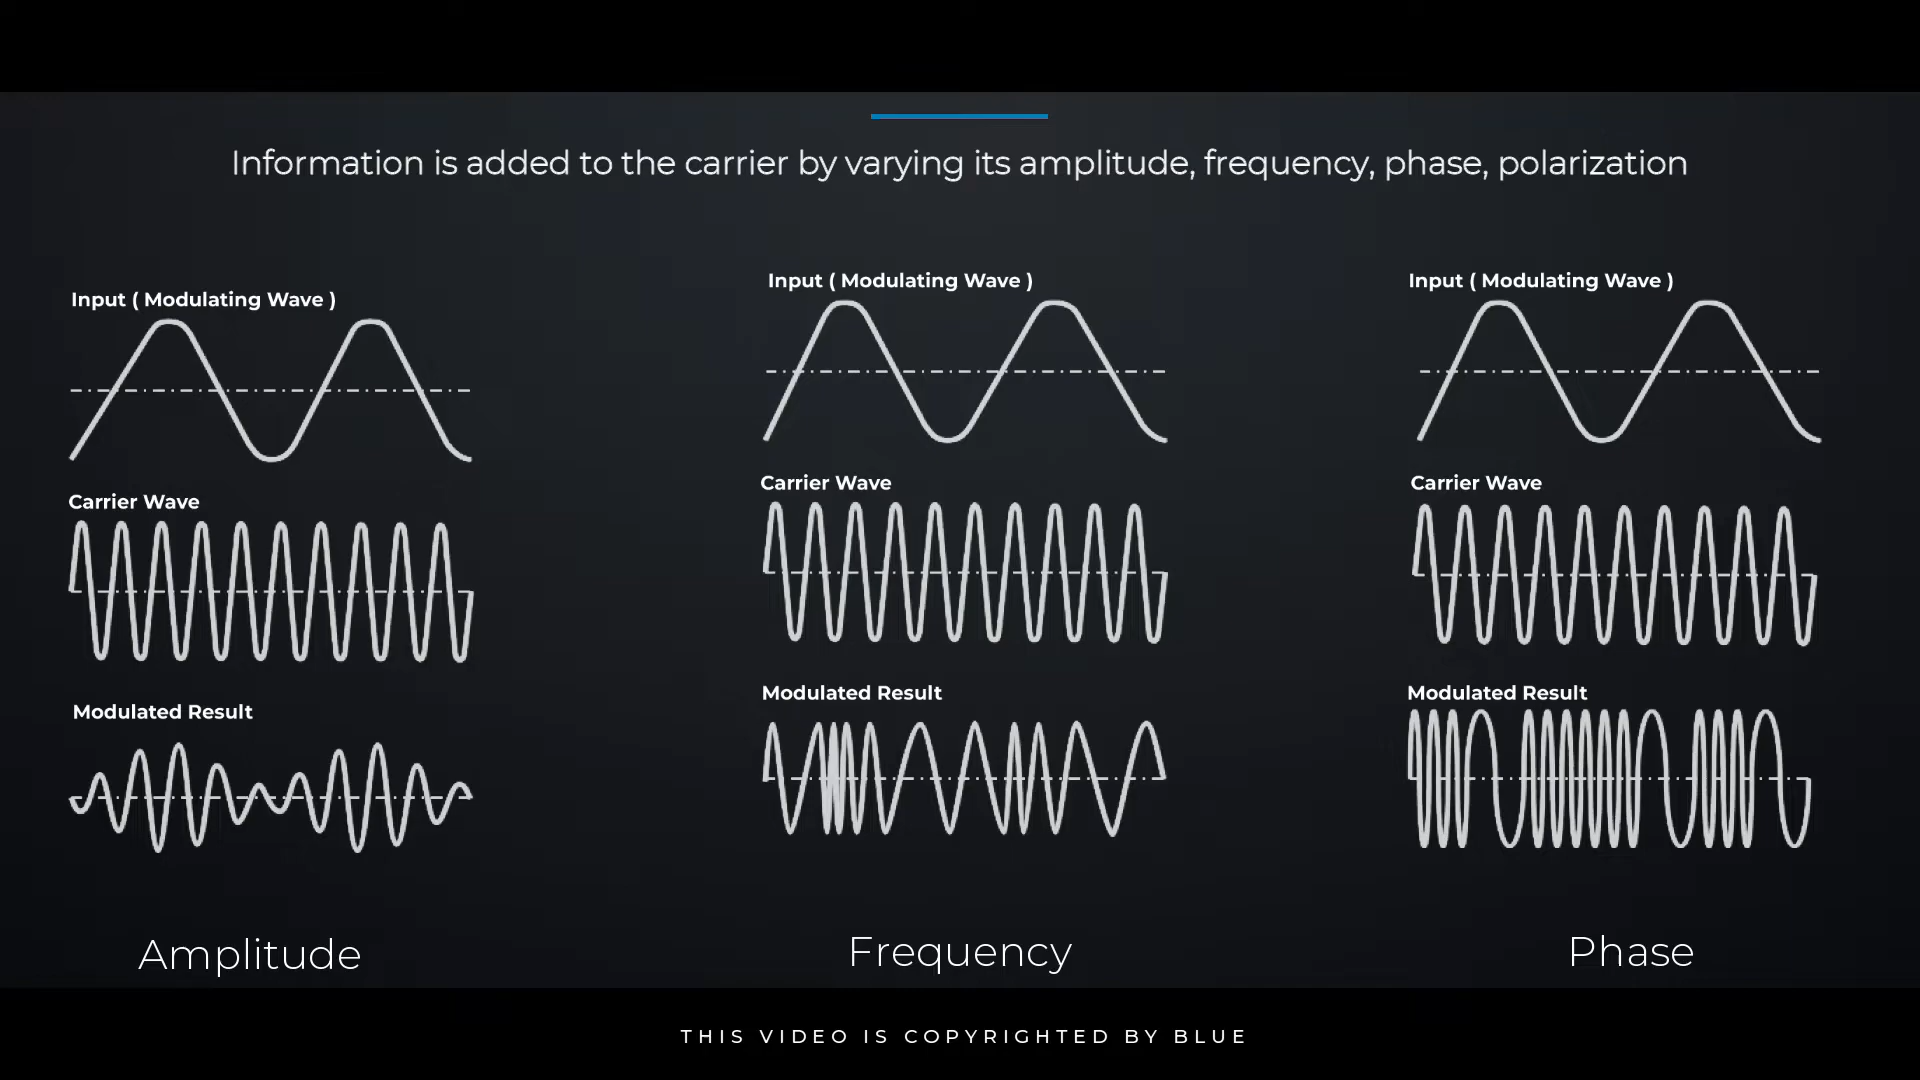 Information is added to the carrier by varying its amplitude, frequency, phase, polarization
Input ( Modulating Wave )
Carrier Wave
Modulated Result
Amplitude
Input ( Modulating Wave )
Carrier Wave
Modulated Result
Frequency
Input ( Modulating Wave )
Carrier Wave
Modulated Result
Phase
THIS VIDEO IS COPYRIGHTED BY BLUE